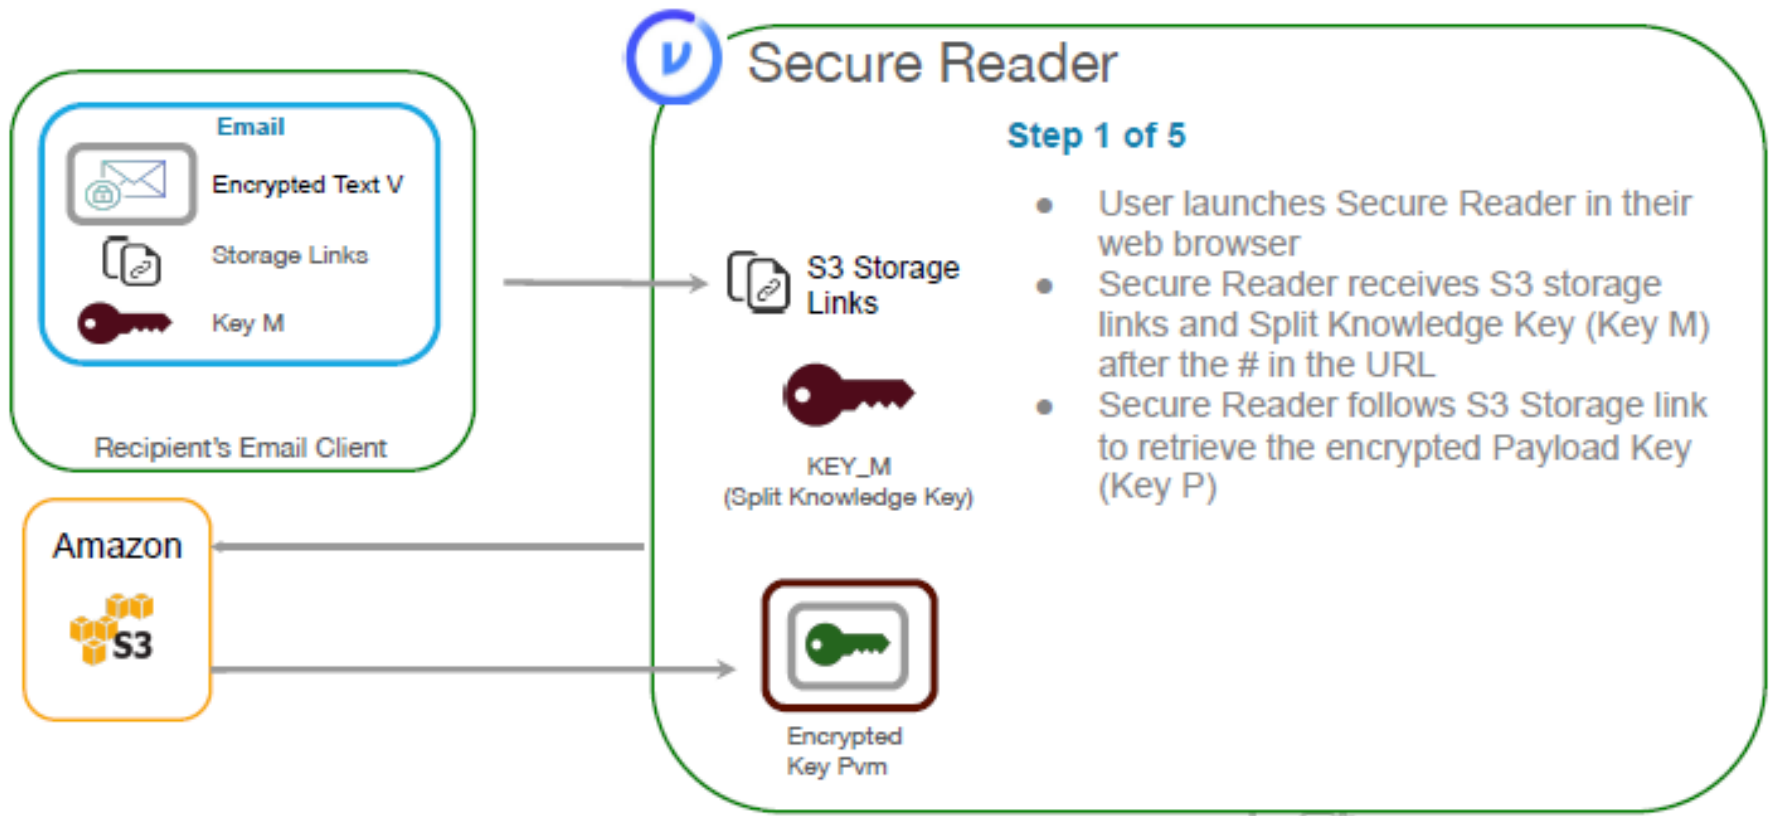 Secure Reader
Email
Encrypted Text V
Storage Links
Key M
Recipient's Email Client
Amazon
S3
S3 Storage
Links
KEY_M
(Split Knowledge Key)
Encrypted
Key Pvm
Step 1 of 5
● User launches Secure Reader in their
web browser
● Secure Reader receives S3 storage
links and Split Knowledge Key (Key M)
after the # in the URL
● Secure Reader follows S3 Storage link
to retrieve the encrypted Payload Key
(Key P)